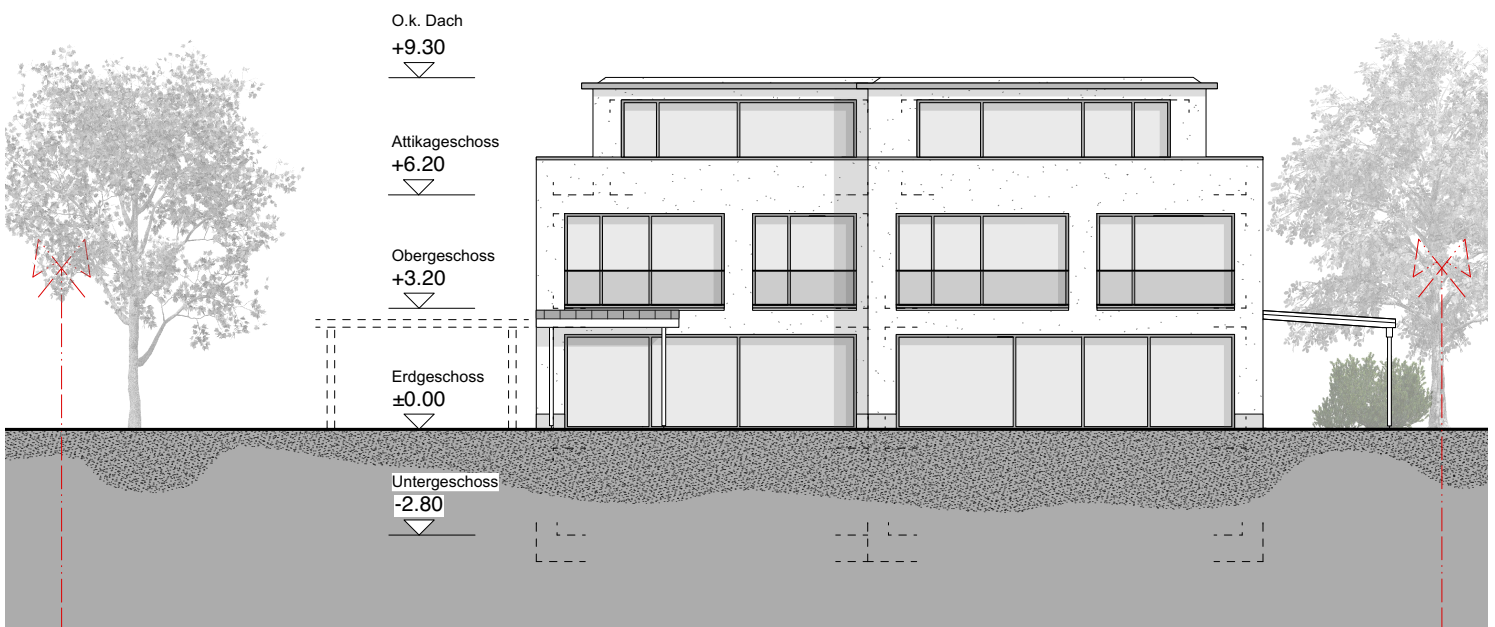 O.k. Dach
+9.30
Attikageschoss
+6.20
Obergeschoss
+3.20
Erdgeschoss
±0.00
Untergeschoss
-2.80